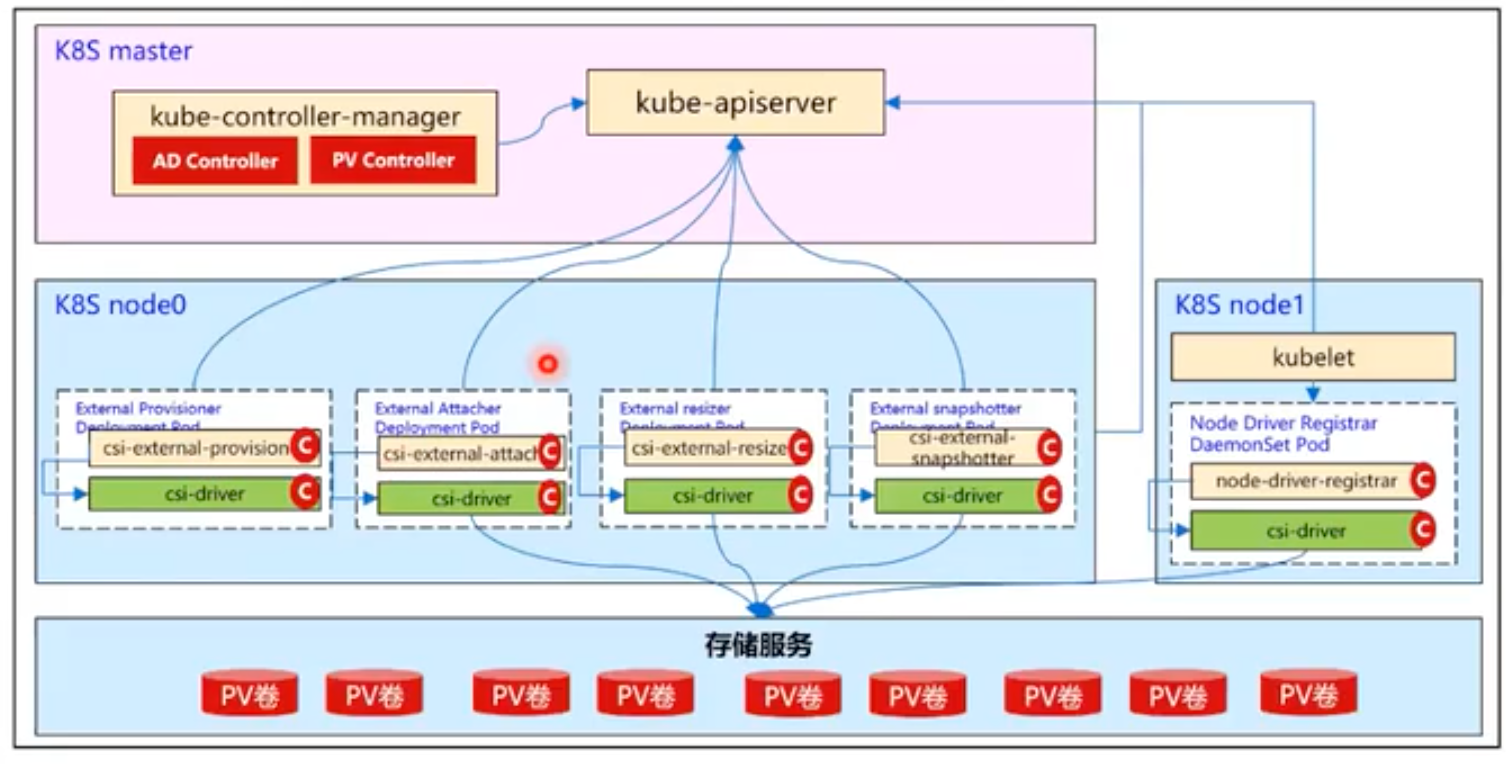 K8S master
kube-controller-manager
AD Controller
PV Controller
kube-apiserver
K8S node0
External Provisioner
Deployment Pod
csi-external-provision
C
csi-driver
C
External Attacher
Deployment Pod
csi-external-attach
C
csi-driver
C
External resizer
Deployment Pod
csi-external-resize
C
csi-driver
C
External snapshotter
Deployment Pod
csi-external-
snapshotter
C
csi-driver
C
K8S node1
kubelet
Node Driver Registrar
DaemonSet Pod
node-driver-registrar
C
csi-driver
C
存储服务
PV卷
PV卷
PV卷
PV卷
PV卷
PV卷
PV卷
PV卷
PV卷